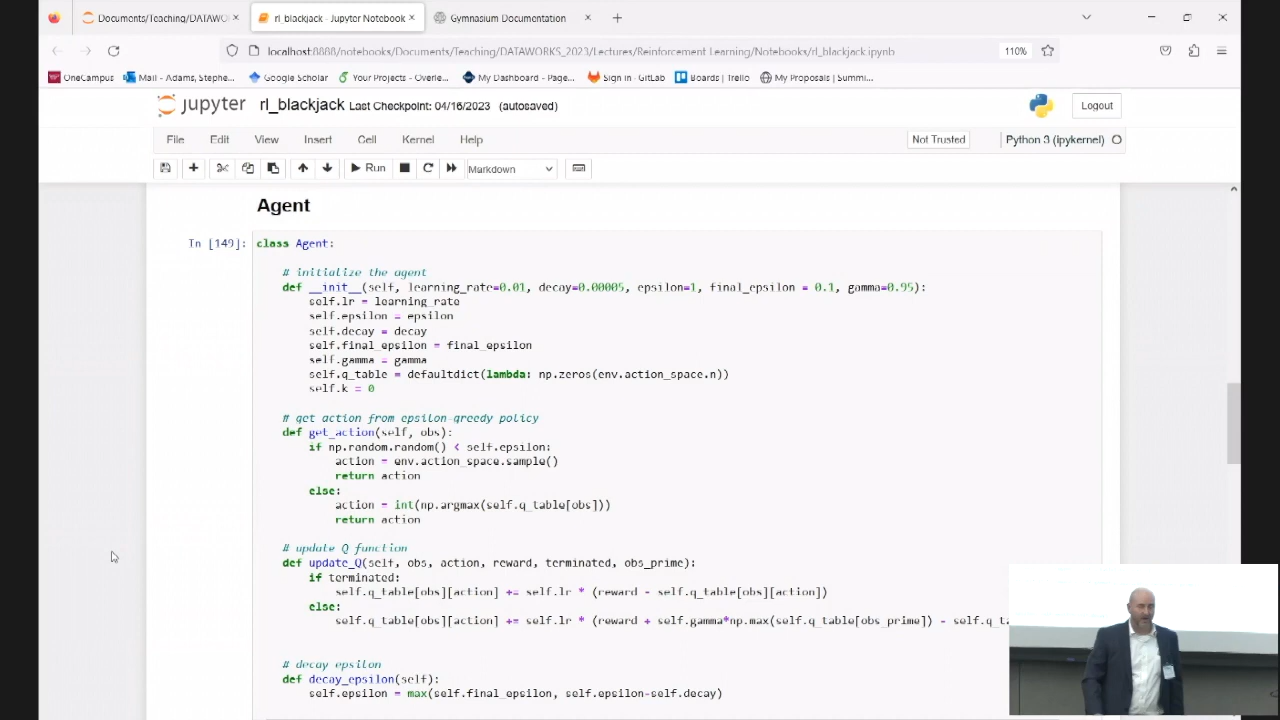 Documents/Teaching/DATAWO
rl_blackjack - Jupyter Notebook
Gymnasium Documentation
localhost:8888/notebooks/Documents/Teaching/DATAWORKS_2023/Lectures/Reinforcement Learning/Notebooks/rl_blackjack.ipynb
110%
OneCampus
Mail - Adams, Stephe...
Google Scholar
Your Projects - Overle...
My Dashboard - Page...
Sign in · GitLab
Boards | Trello
My Proposals | Summi...
jupyter rl_blackjack Last Checkpoint: 04/16/2023 (autosaved)
Logout
File Edit View Insert Cell Kernel Help
Not Trusted
Python 3 (ipykernel)
Run
Markdown
Agent
In [149]: class Agent:
# initialize the agent
def __init__(self, learning_rate=0.01, decay=0.00005, epsilon=1, final_epsilon = 0.1, gamma=0.95):
self.lr = learning_rate
self.epsilon = epsilon
self.decay = decay
self.final_epsilon = final_epsilon
self.gamma = gamma
self.q_table = defaultdict(lambda: np.zeros(env.action_space.n))
self.k = 0
# get action from epsilon-greedy policy
def get_action(self, obs):
if np.random.random() < self.epsilon:
action = env.action_space.sample()
return action
else:
action = int(np.argmax(self.q_table[obs]))
return action
# update Q function
def update_Q(self, obs, action, reward, terminated, obs_prime):
if terminated:
self.q_table[obs][action] += self.lr * (reward - self.q_table[obs][action])
else:
self.q_table[obs][action] += self.lr * (reward + self.gamma*np.max(self.q_table[obs_prime]) - self.q_ta
# decay epsilon
def decay_epsilon(self):
self.epsilon = max(self.final_epsilon, self.epsilon-self.decay)